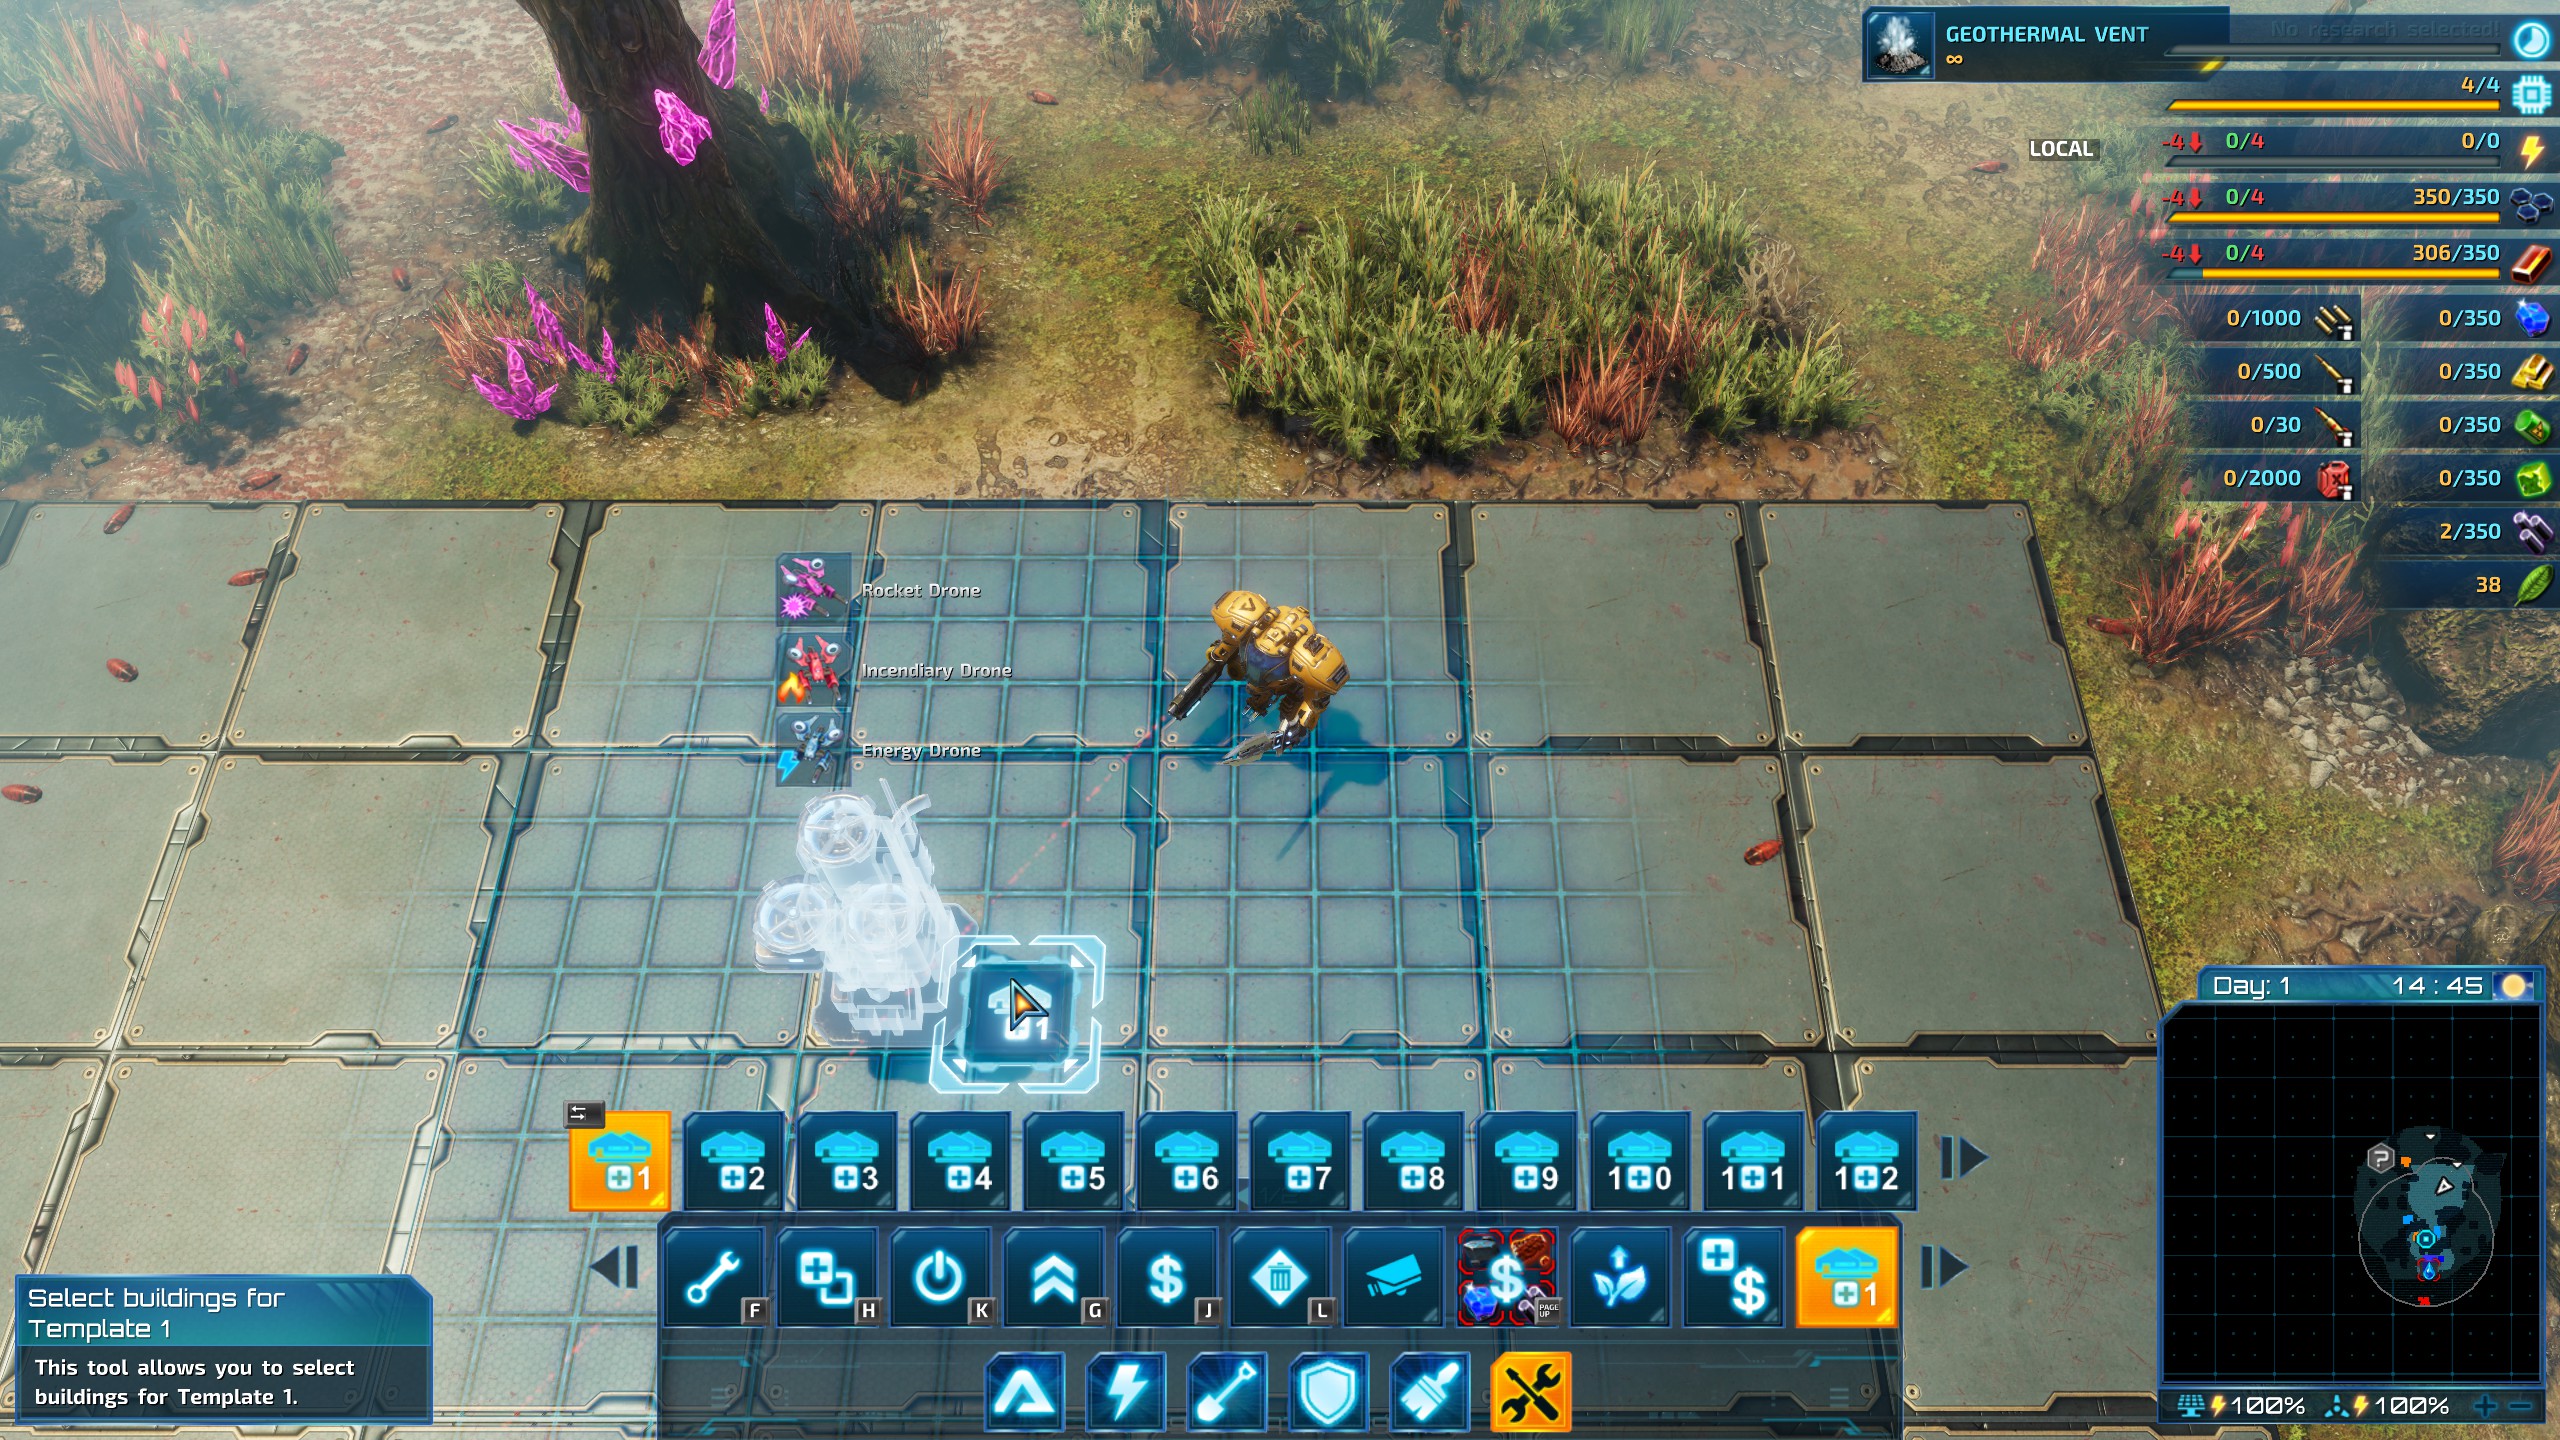 GEOTHERMAL VENT
∞
No research selected!
4/4
LOCAL
-4 0/4 0/0
-4 0/4 350/350
-4 0/4 306/350
0/1000 0/350
0/500 0/350
0/30 0/350
0/2000 0/350
2/350
38
Rocket Drone
Incendiary Drone
Energy Drone
1
Day: 1 14:45
1 2 3 4 5 6 7 8 9 10 11 12
F H K G J L PAGE UP 1
Select buildings for
Template 1
This tool allows you to select
buildings for Template 1.
?
100% 100%